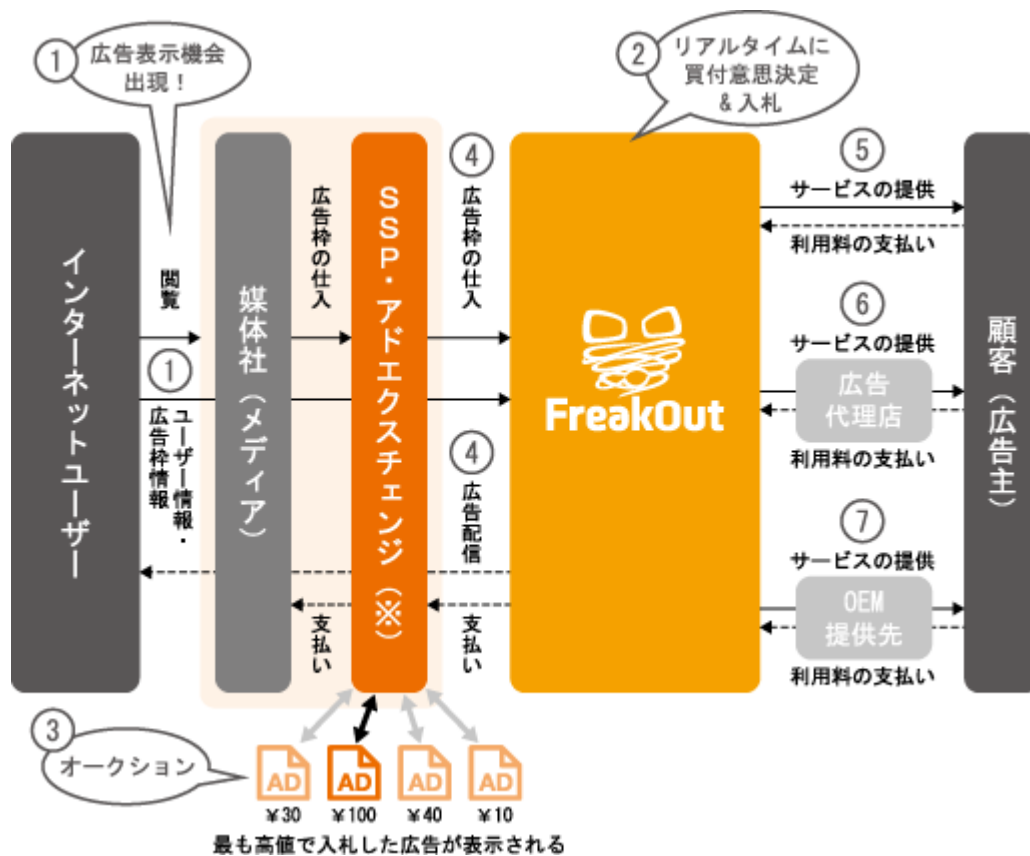 ①
広告表示機会
出現！
②
リアルタイムに
買付意思決定
＆入札
インターネットユーザー
閲覧
①
ユーザー情報・
広告枠情報
媒体社（メディア）
広告枠の仕入
支払い
SSP・アドエクスチェンジ（※）
④
広告枠の仕入
④
広告配信
支払い
FreakOut
⑤
サービスの提供
利用料の支払い
⑥
サービスの提供
広告
代理店
利用料の支払い
⑦
サービスの提供
OEM
提供先
利用料の支払い
顧客（広告主）
③
オークション
AD
AD
AD
AD
¥30
¥100
¥40
¥10
最も高値で入札した広告が表示される